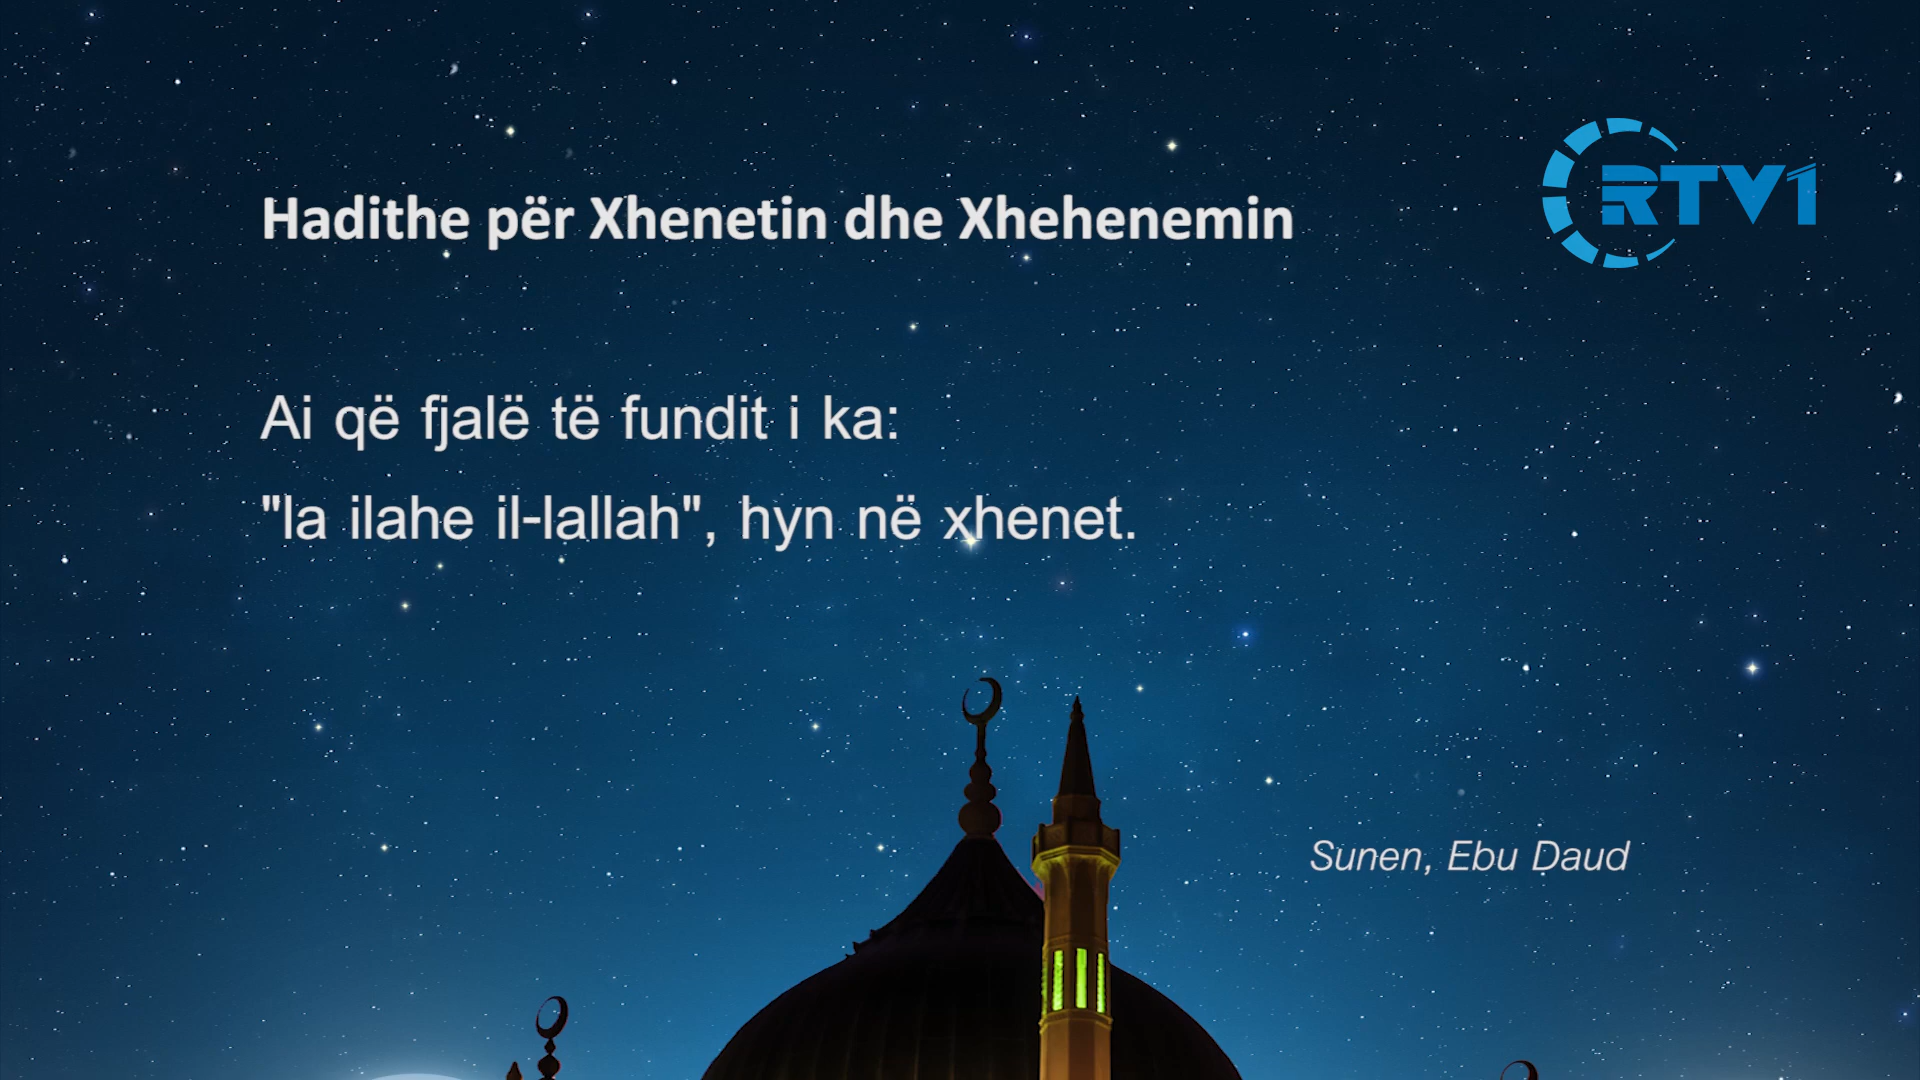 RTV1
Hadithe për Xhenetin dhe Xhehenemin
Ai që fjalë të fundit i ka:
"la ilahe il-lallah", hyn në xhenet.
Sunen, Ebu Daud